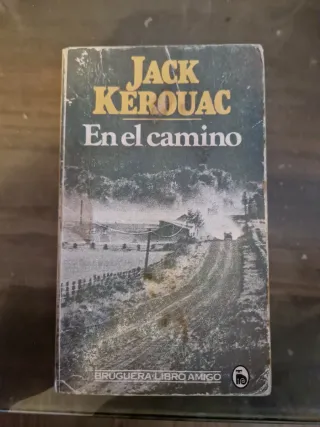 JACK
KEROUAC
En el camino
BRUGUERA·LIBRO AMIGO